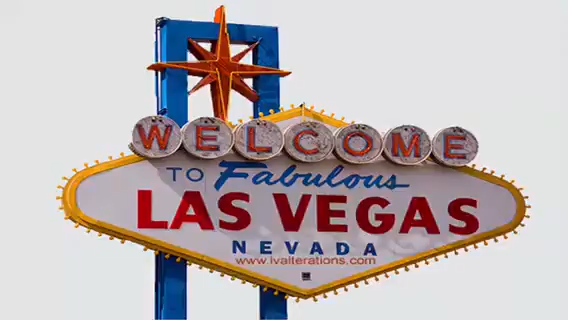 WELCOME
TO Fabulous
LAS VEGAS
NEVADA
www.lvalterations.com